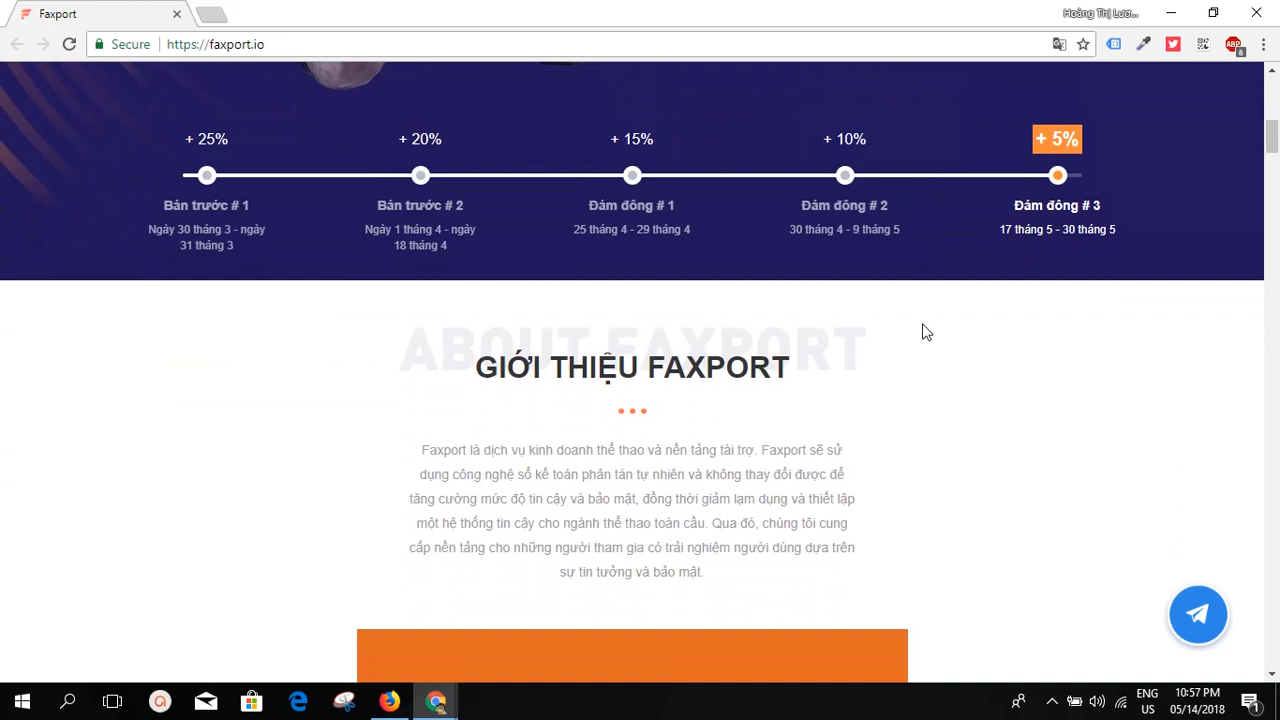 Faxport
Hoàng Thị Lươ...
Secure https://faxport.io
ABP
8
+ 25% + 20% + 15% + 10% + 5%
Bán trước # 1 Bán trước # 2 Đám đông # 1 Đám đông # 2 Đám đông # 3
Ngày 30 tháng 3 - ngày Ngày 1 tháng 4 - ngày 25 tháng 4 - 29 tháng 4 30 tháng 4 - 9 tháng 5 17 tháng 5 - 30 tháng 5
31 tháng 3 18 tháng 4
ABOUT FAXPORT
GIỚI THIỆU FAXPORT
Faxport là dịch vụ kinh doanh thể thao và nền tảng tài trợ. Faxport sẽ sử
dụng công nghệ sổ kế toán phân tán tự nhiên và không thay đổi được để
tăng cường mức độ tin cậy và bảo mật, đồng thời giảm lạm dụng và thiết lập
một hệ thống tin cậy cho ngành thể thao toàn cầu. Qua đó, chúng tôi cung
cấp nền tảng cho những người tham gia có trải nghiệm người dùng dựa trên
sự tin tưởng và bảo mật.
ENG 10:57 PM
US 05/14/2018
1